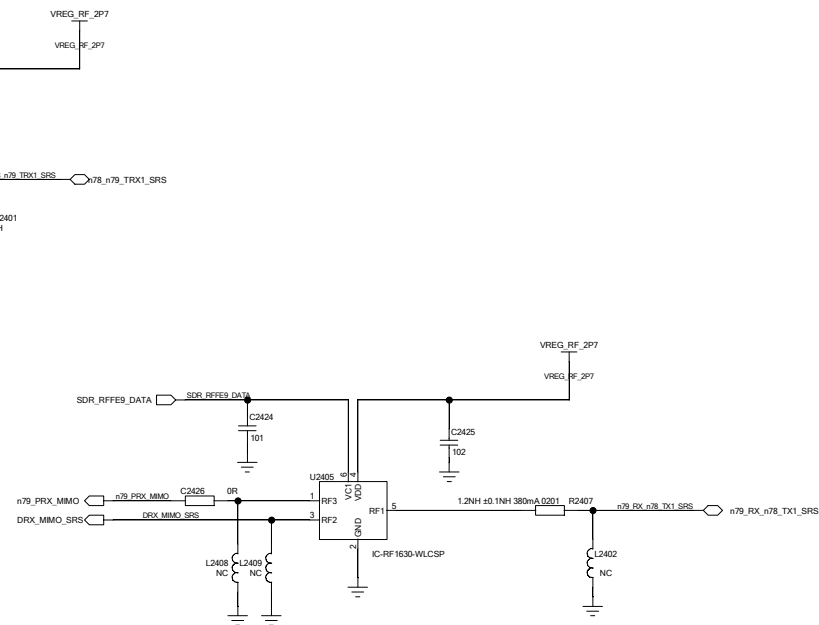 VREG_RF_2P7
VREG_RF_2P7
_n79_TRX1_SRS
n78_n79_TRX1_SRS
2401
H
VREG_RF_2P7
VREG_RF_2P7
SDR_RFFE9_DATA
SDR_RFFE9_DATA
C2424
101
C2425
102
U2405
6
4
VC1
VDD
n79_PRX_MIMO
n79_PRX_MIMO
C2426
0R
1
RF3
DRX_MIMO_SRS
DRX_MIMO_SRS
3
RF2
RF1
5
1.2NH ±0.1NH 380mA 0201
R2407
n79_RX_n78_TX1_SRS
n79_RX_n78_TX1_SRS
GND
2
IC-RF1630-WLCSP
L2408
NC
L2409
NC
L2402
NC